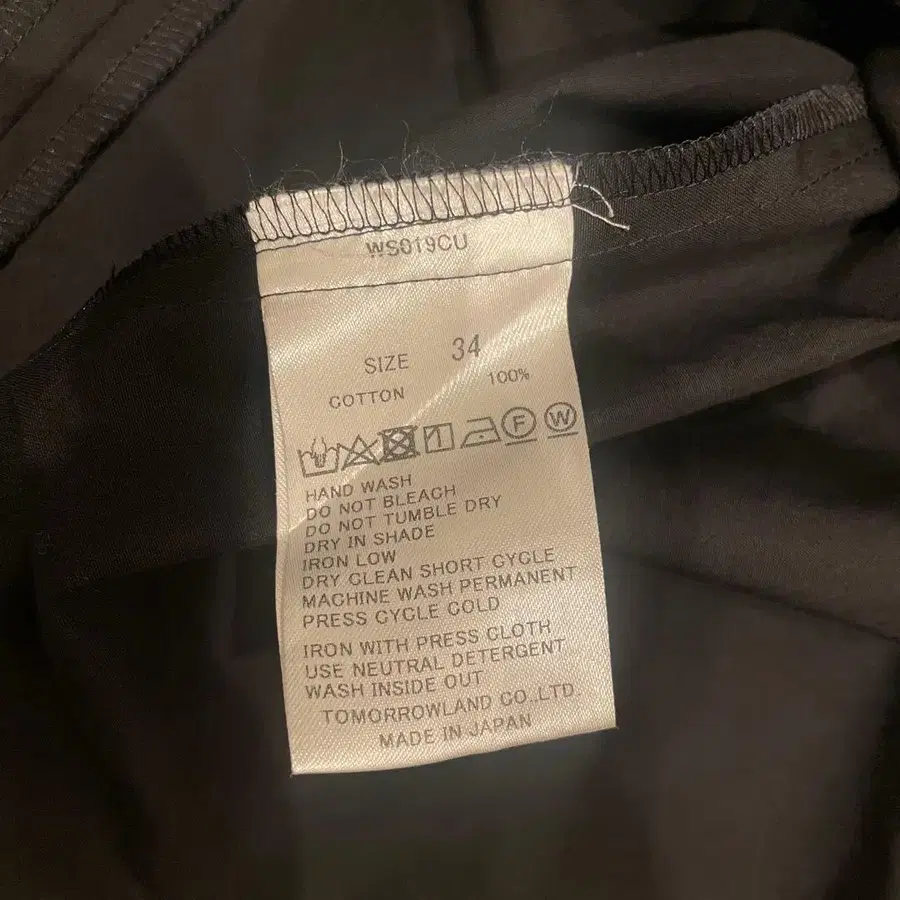 WS019CU
SIZE 34
COTTON 100%
F W
HAND WASH
DO NOT BLEACH
DO NOT TUMBLE DRY
DRY IN SHADE
IRON LOW
DRY CLEAN SHORT CYCLE
MACHINE WASH PERMANENT
PRESS CYCLE COLD
IRON WITH PRESS CLOTH
USE NEUTRAL DETERGENT
WASH INSIDE OUT
TOMORROWLAND CO.,LTD.
MADE IN JAPAN